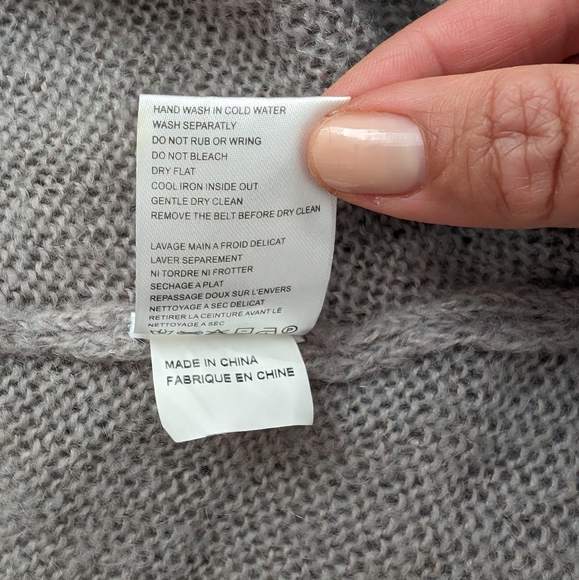 HAND WASH IN COLD WATER
WASH SEPARATLY
DO NOT RUB OR WRING
DO NOT BLEACH
DRY FLAT
COOL IRON INSIDE OUT
GENTLE DRY CLEAN
REMOVE THE BELT BEFORE DRY CLEAN
LAVAGE MAIN A FROID DELICAT
LAVER SEPAREMENT
NI TORDRE NI FROTTER
SECHAGE A PLAT
REPASSAGE DOUX SUR L'ENVERS
NETTOYAGE A SEC DELICAT
RETIRER LA CEINTURE AVANT LE
NETTOYAGE A SEC
MADE IN CHINA
FABRIQUE EN CHINE